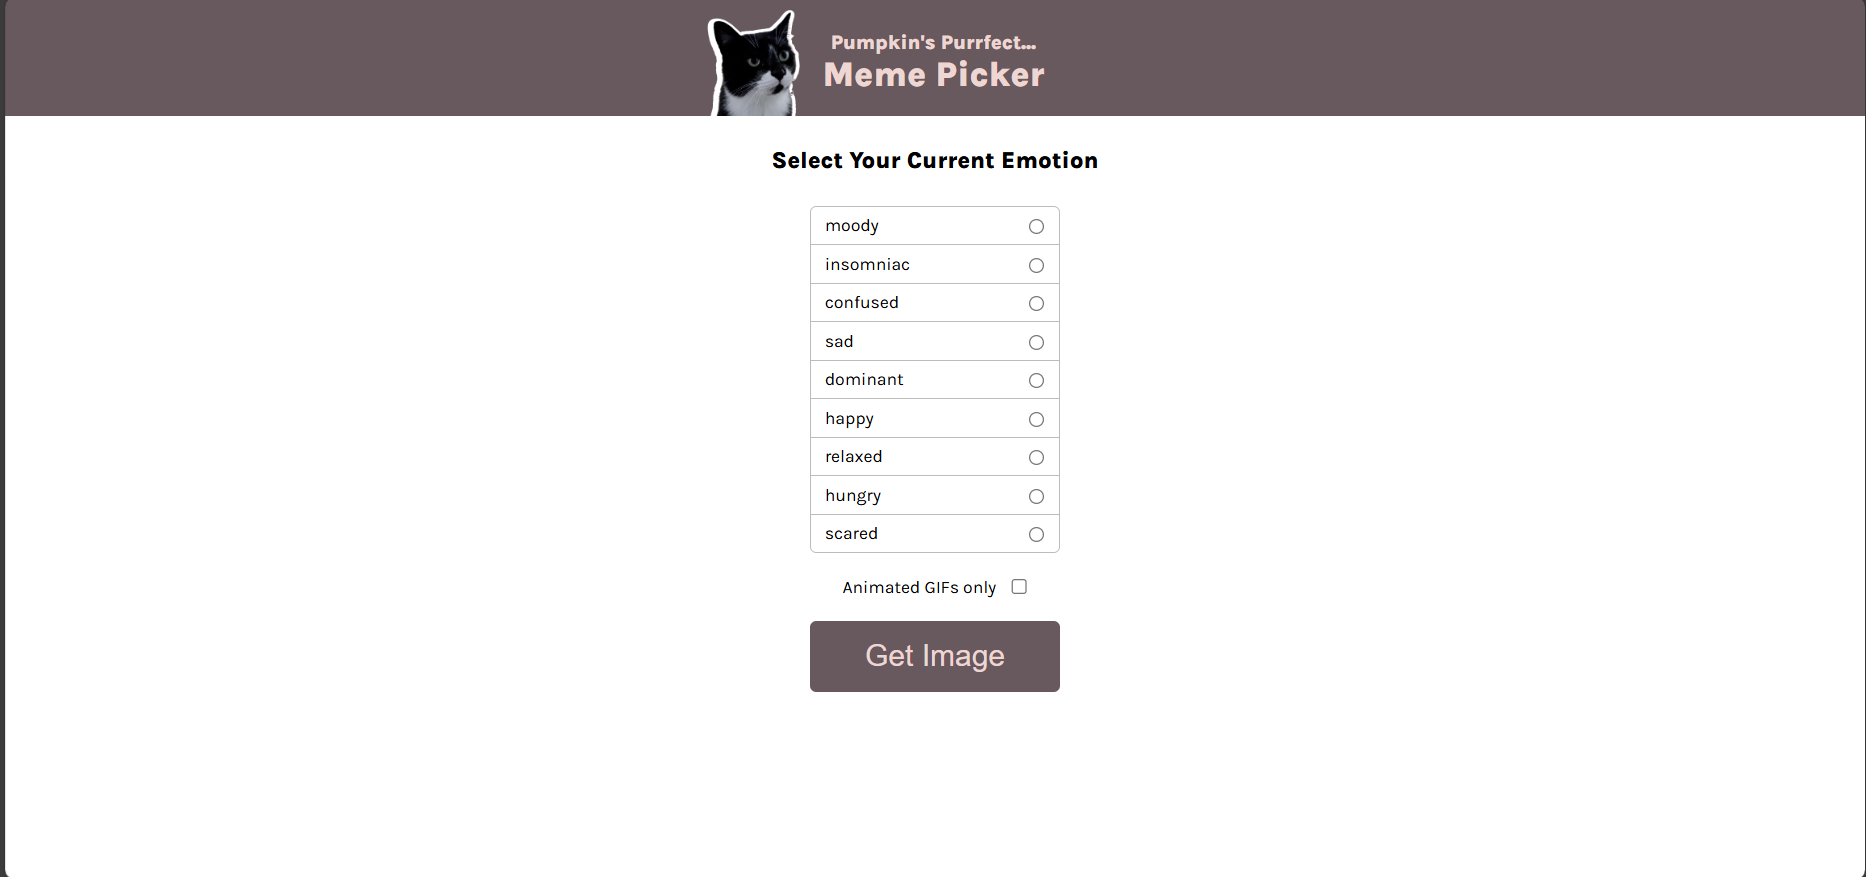 Pumpkin's Purrfect...
Meme Picker
Select Your Current Emotion
moody
insomniac
confused
sad
dominant
happy
relaxed
hungry
scared
Animated GIFs only
Get Image